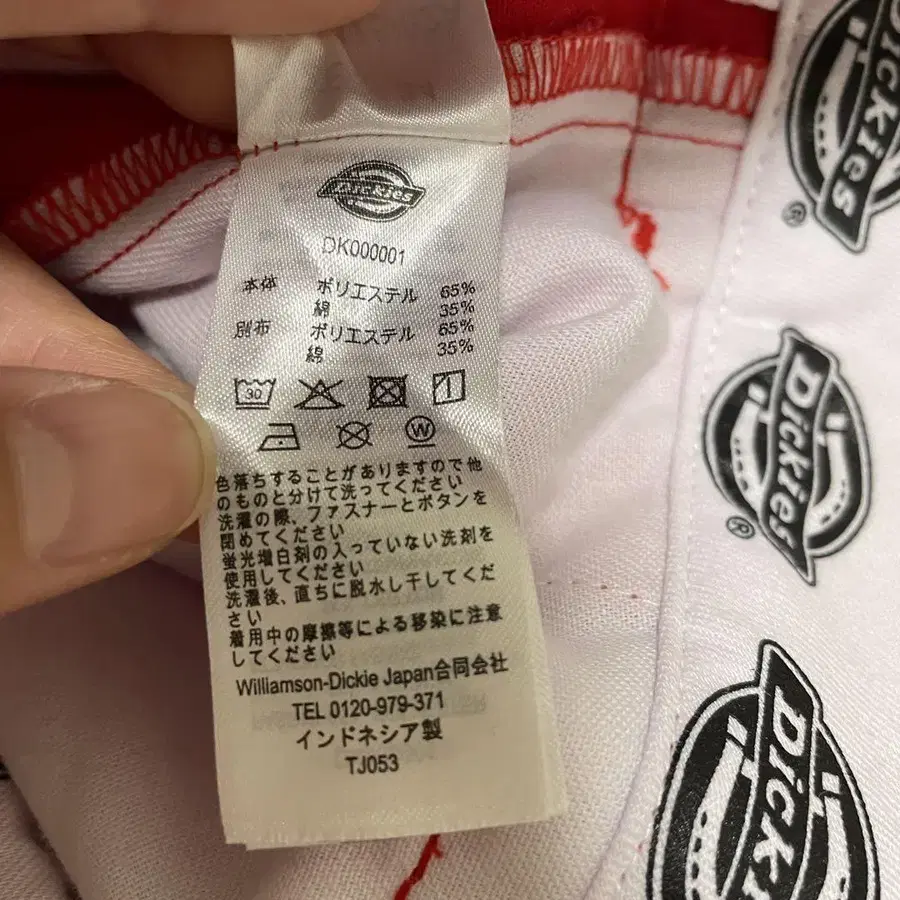 DICKIES
DK000001
本体 ポリエステル 65%
綿 35%
別布 ポリエステル 65%
綿 35%
30
W
色落ちすることがありますので他
のものと分けて洗ってください
洗濯の際、ファスナーとボタンを
閉めてください
蛍光増白剤の入っていない洗剤を
使用してください
洗濯後、直ちに脱水し干してくだ
さい
着用中の摩擦等による移染に注意
してください
Williamson-Dickie Japan合同会社
TEL 0120-979-371
インドネシア製
TJ053
Dickies
®
Dickies
®
Dickies